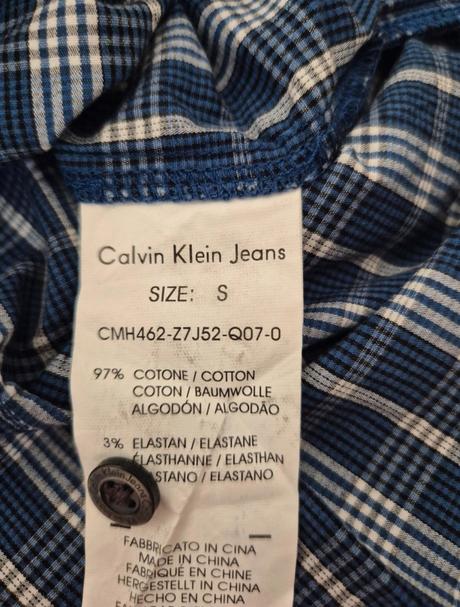 Calvin Klein Jeans
SIZE: S
CMH462-Z7J52-Q07-0
97% COTONE / COTTON
COTON / BAUMWOLLE
ALGODÓN / ALGODÃO
3% ELASTAN / ELASTANE
ÉLASTHANNE / ELASTHAN
/ ELASTANO
KleinJeans
FABBRICATO IN CINA
MADE IN CHINA
FABRIQUÉ EN CHINE
HERGESTELLT IN CHINA
HECHO EN CHINA